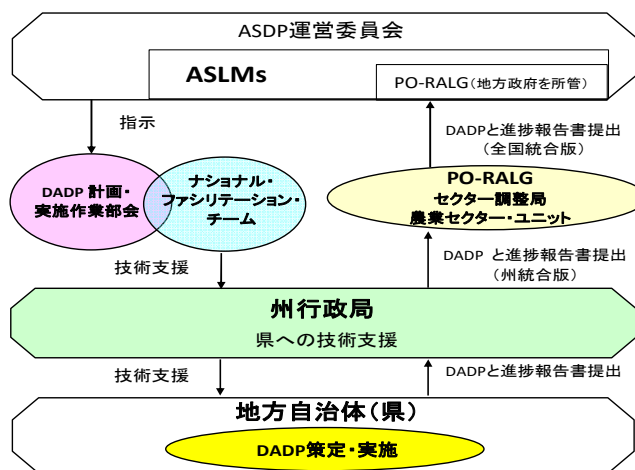 ASDP運営委員会
ASLMs
PO-RALG(地方政府を所管)
指示
DADPと進捗報告書提出
(全国統合版)
DADP 計画・
実施作業部会
ナショナル・
ファシリテーション・
チーム
PO-RALG
セクター調整局
農業セクター・ユニット
技術支援
DADP と進捗報告書提出
(州統合版)
州行政局
県への技術支援
技術支援
DADPと進捗報告書提出
地方自治体(県)
DADP策定・実施